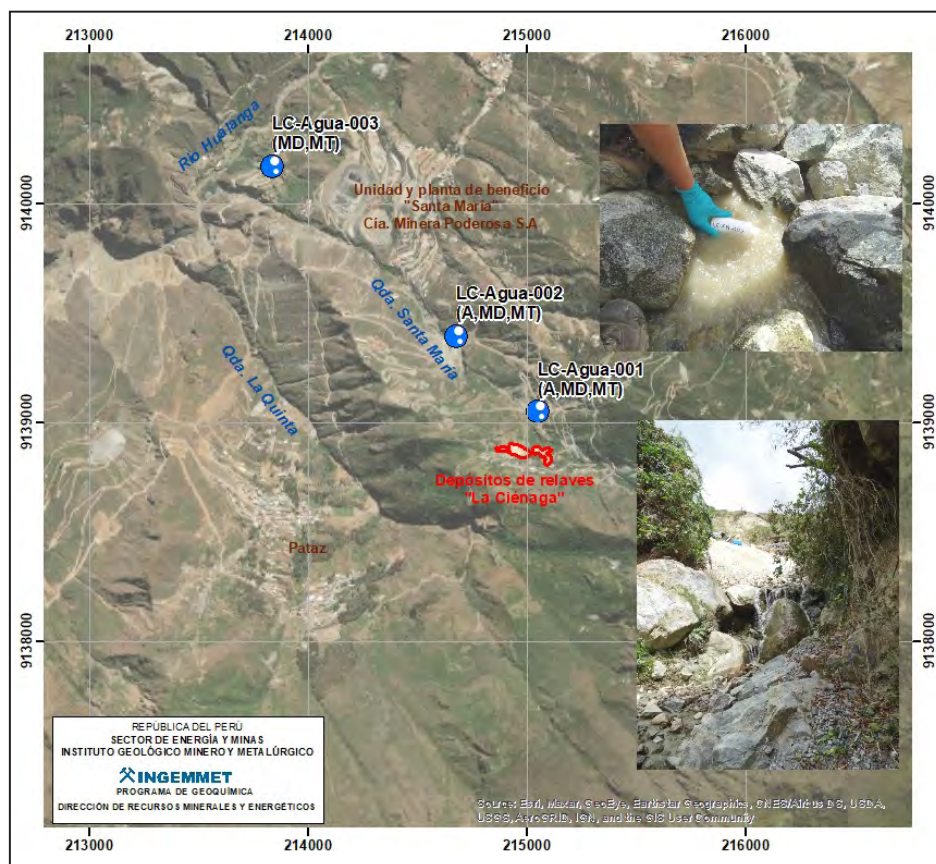 213000 214000 215000 216000
Río Hualanga
LC-Agua-003
(MD,MT)
9140000 9140000
Unidad y planta de beneficio
"Santa María"
Cía. Minera Poderosa S.A
LC-Agua-002
(A,MD,MT)
Qda. Santa María
Qda. La Quinta
LC-Agua-001
(A,MD,MT)
9139000 9139000
Depósitos de relaves
"La Ciénaga"
Pataz
9138000 9138000
REPÚBLICA DEL PERÚ
SECTOR DE ENERGÍA Y MINAS
INSTITUTO GEOLÓGICO MINERO Y METALÚRGICO
INGEMMET
PROGRAMA DE GEOQUÍMICA
DIRECCIÓN DE RECURSOS MINERALES Y ENERGÉTICOS
Source: Esri, Maxar, GeoEye, Earthstar Geographics, CNES/Airbus DS, USDA,
USGS, AeroGRID, IGN, and the GIS User Community
213000 214000 215000 216000